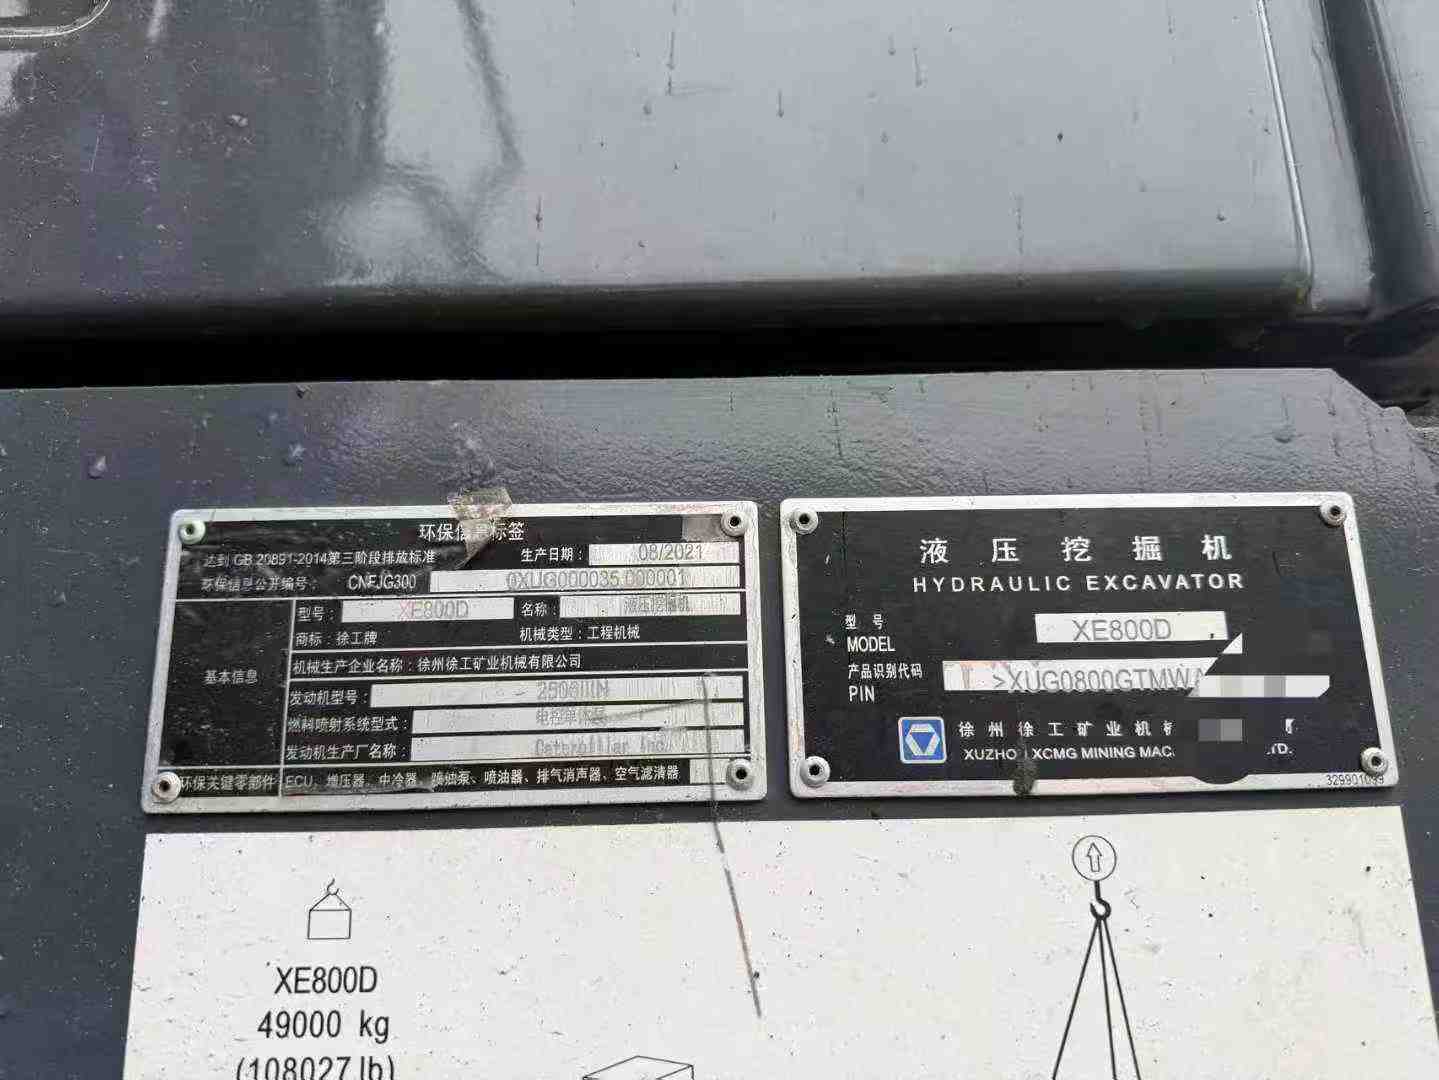 环保信息标签
达到 GB 20891-2014第三阶段排放标准
生产日期: 08/2021
环保信息公开编号: CNFJG300 0XUG000035 000001
型号: XE800D
名称: 液压挖掘机
商标: 徐工牌
机械类型: 工程机械
基本信息
机械生产企业名称: 徐州徐工矿业机械有限公司
发动机型号:
燃料喷射系统型式: 电控单体泵
发动机生产厂名称: Caterpillar Inc.
环保关键零部件 ECU、增压器、中冷器、燃油泵、喷油器、排气消声器、空气滤清器
液压挖掘机
HYDRAULIC EXCAVATOR
型号
MODEL XE800D
产品识别代码
PIN >XUG0800GTMWA
徐州徐工矿业机
XUZHO XCMG MINING MAC TD.
XE800D
49000 kg
(108027 lb)